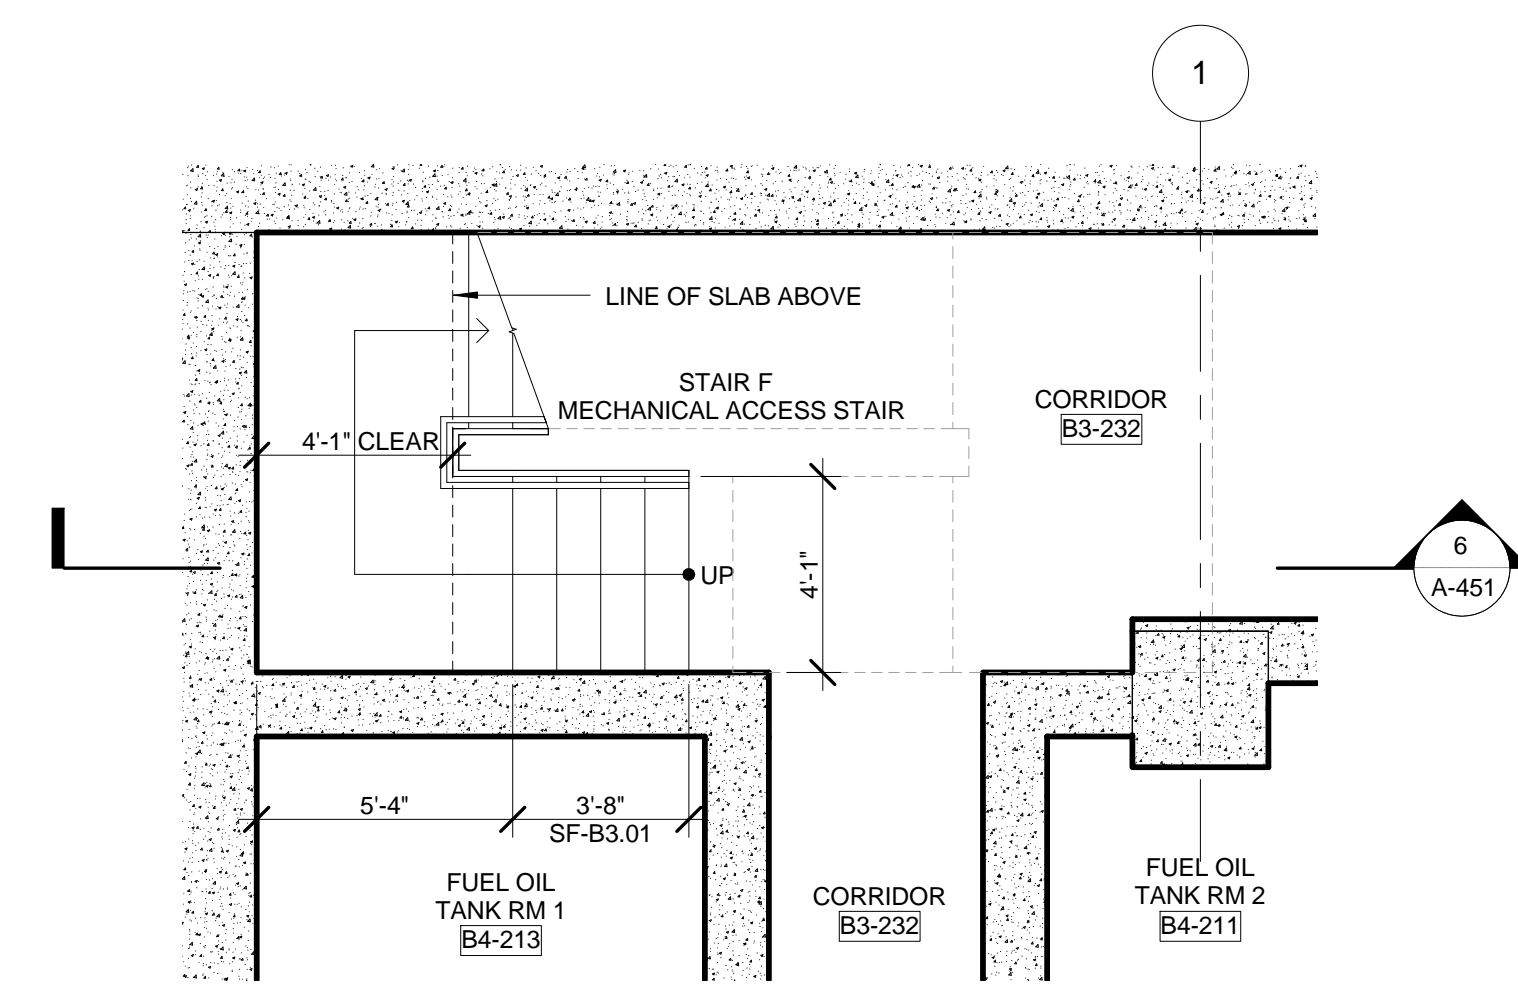 1
LINE OF SLAB ABOVE
STAIR F
MECHANICAL ACCESS STAIR
CORRIDOR
B3-232
4'-1" CLEAR
UP
4'-1"
6
A-451
5'-4"
3'-8"
SF-B3.01
FUEL OIL
TANK RM 1
B4-213
CORRIDOR
B3-232
FUEL OIL
TANK RM 2
B4-211